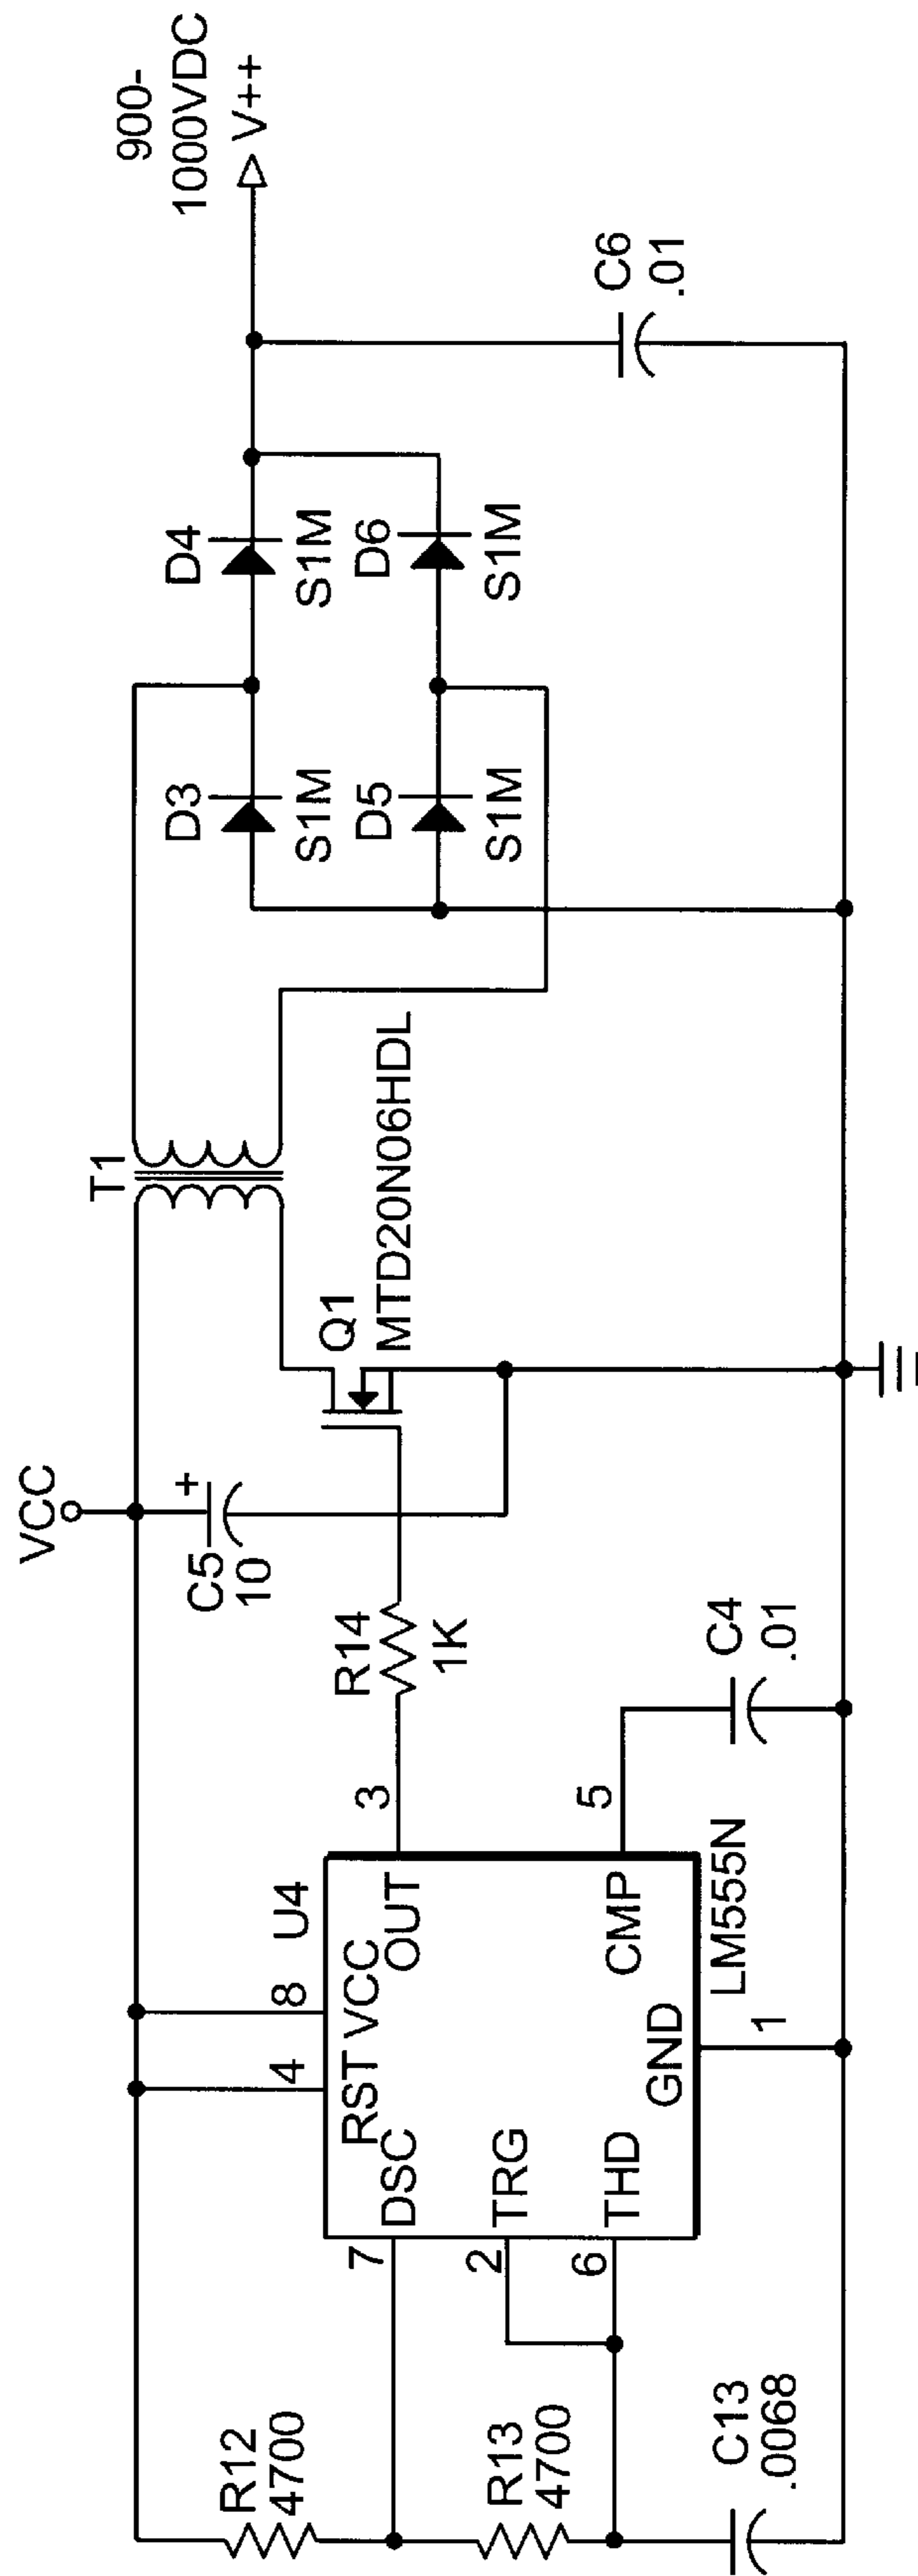 VCC
900-
1000VDC
V++
T1
C5
+
10
D3
S1M
D4
S1M
D5
S1M
D6
S1M
C6
.01
Q1
MTD20N06HDL
R12
4700
R14
1K
U4
4
8
RST
VCC
7
DSC
OUT
3
2
TRG
6
THD
CMP
5
GND
1
LM555N
C4
.01
R13
4700
C13
.0068